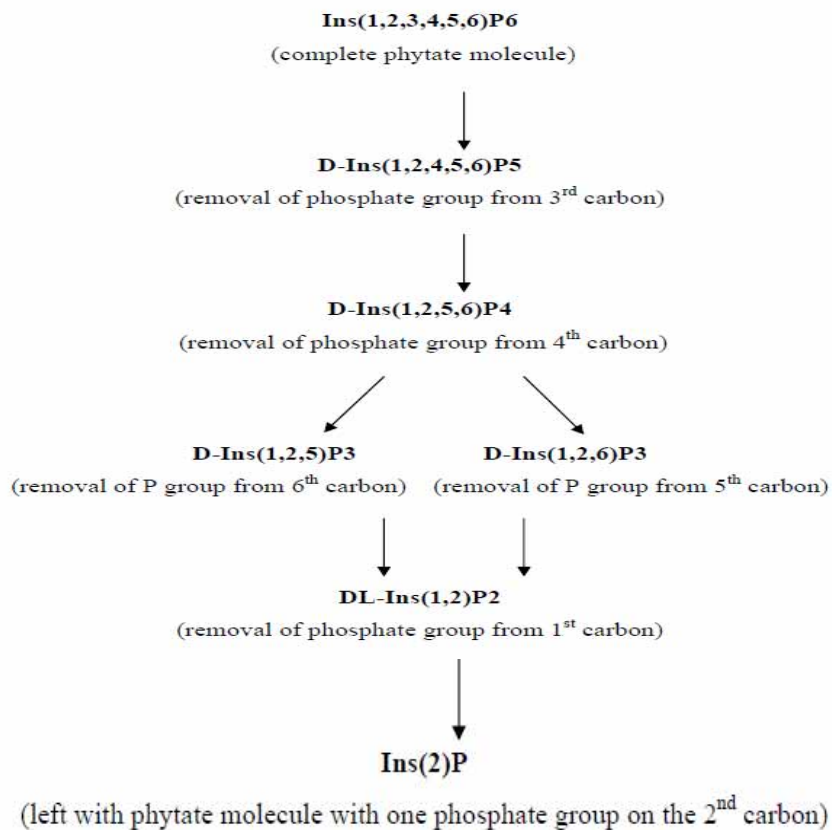 Ins(1,2,3,4,5,6)P6
(complete phytate molecule)
D-Ins(1,2,4,5,6)P5
(removal of phosphate group from 3rd carbon)
D-Ins(1,2,5,6)P4
(removal of phosphate group from 4th carbon)
D-Ins(1,2,5)P3 D-Ins(1,2,6)P3
(removal of P group from 6th carbon) (removal of P group from 5th carbon)
DL-Ins(1,2)P2
(removal of phosphate group from 1st carbon)
Ins(2)P
(left with phytate molecule with one phosphate group on the 2nd carbon)